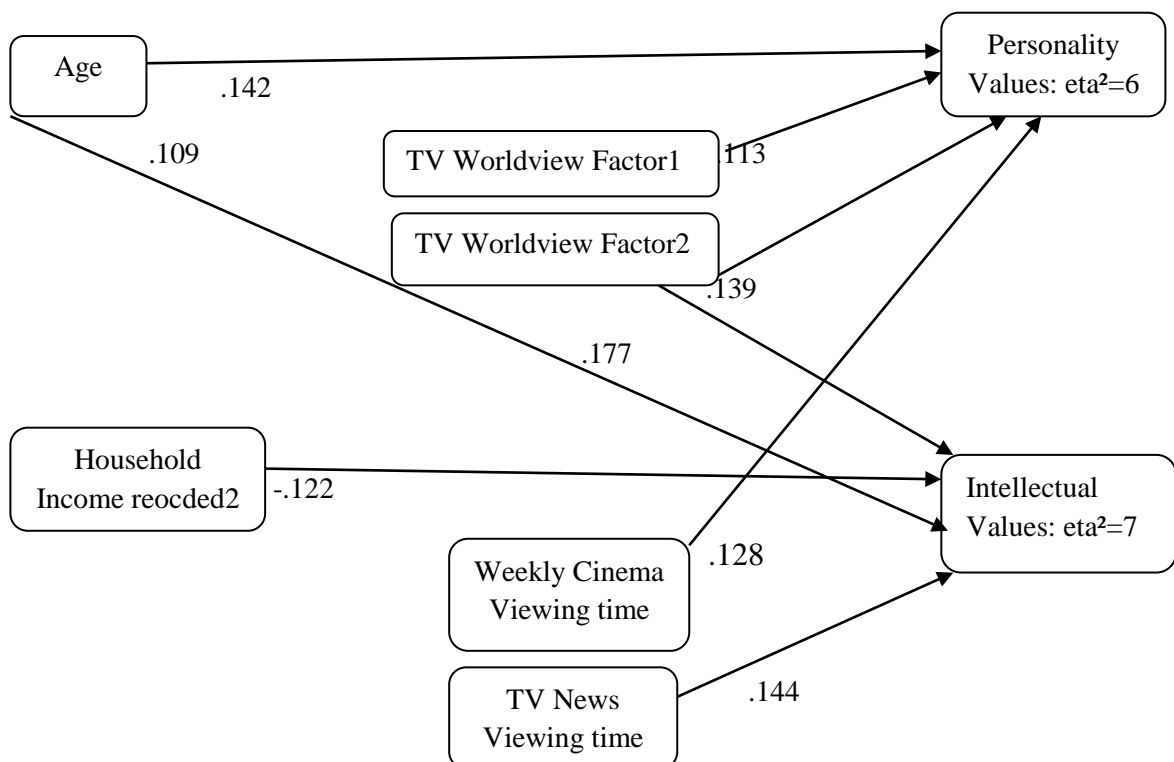 Age
Personality
Values: eta²=6
.142
.109
TV Worldview Factor1
.113
TV Worldview Factor2
.139
.177
Household
Income reocded2
-.122
Intellectual
Values: eta²=7
Weekly Cinema
Viewing time
.128
TV News
Viewing time
.144